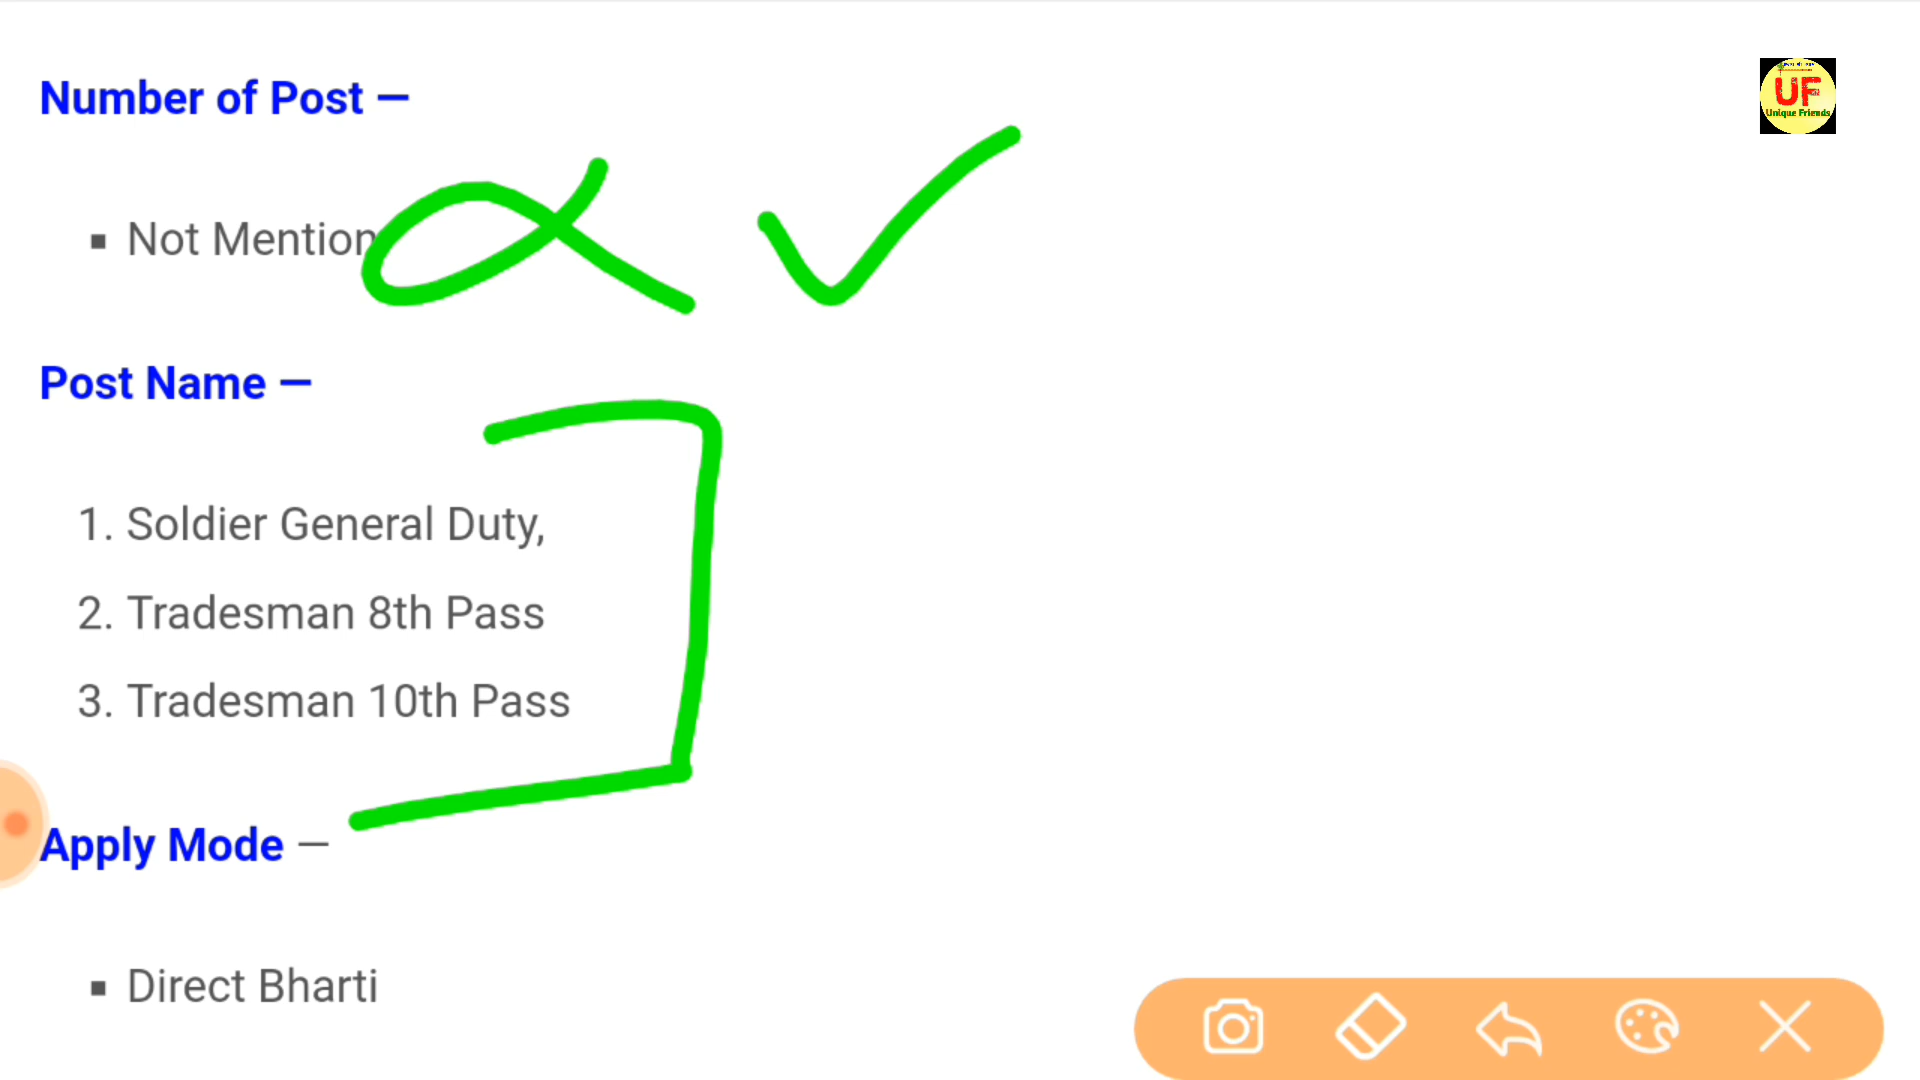 Number of Post —
UF
Unique Friends
▪ Not Mention
Post Name —
1. Soldier General Duty,
2. Tradesman 8th Pass
3. Tradesman 10th Pass
Apply Mode —
▪ Direct Bharti